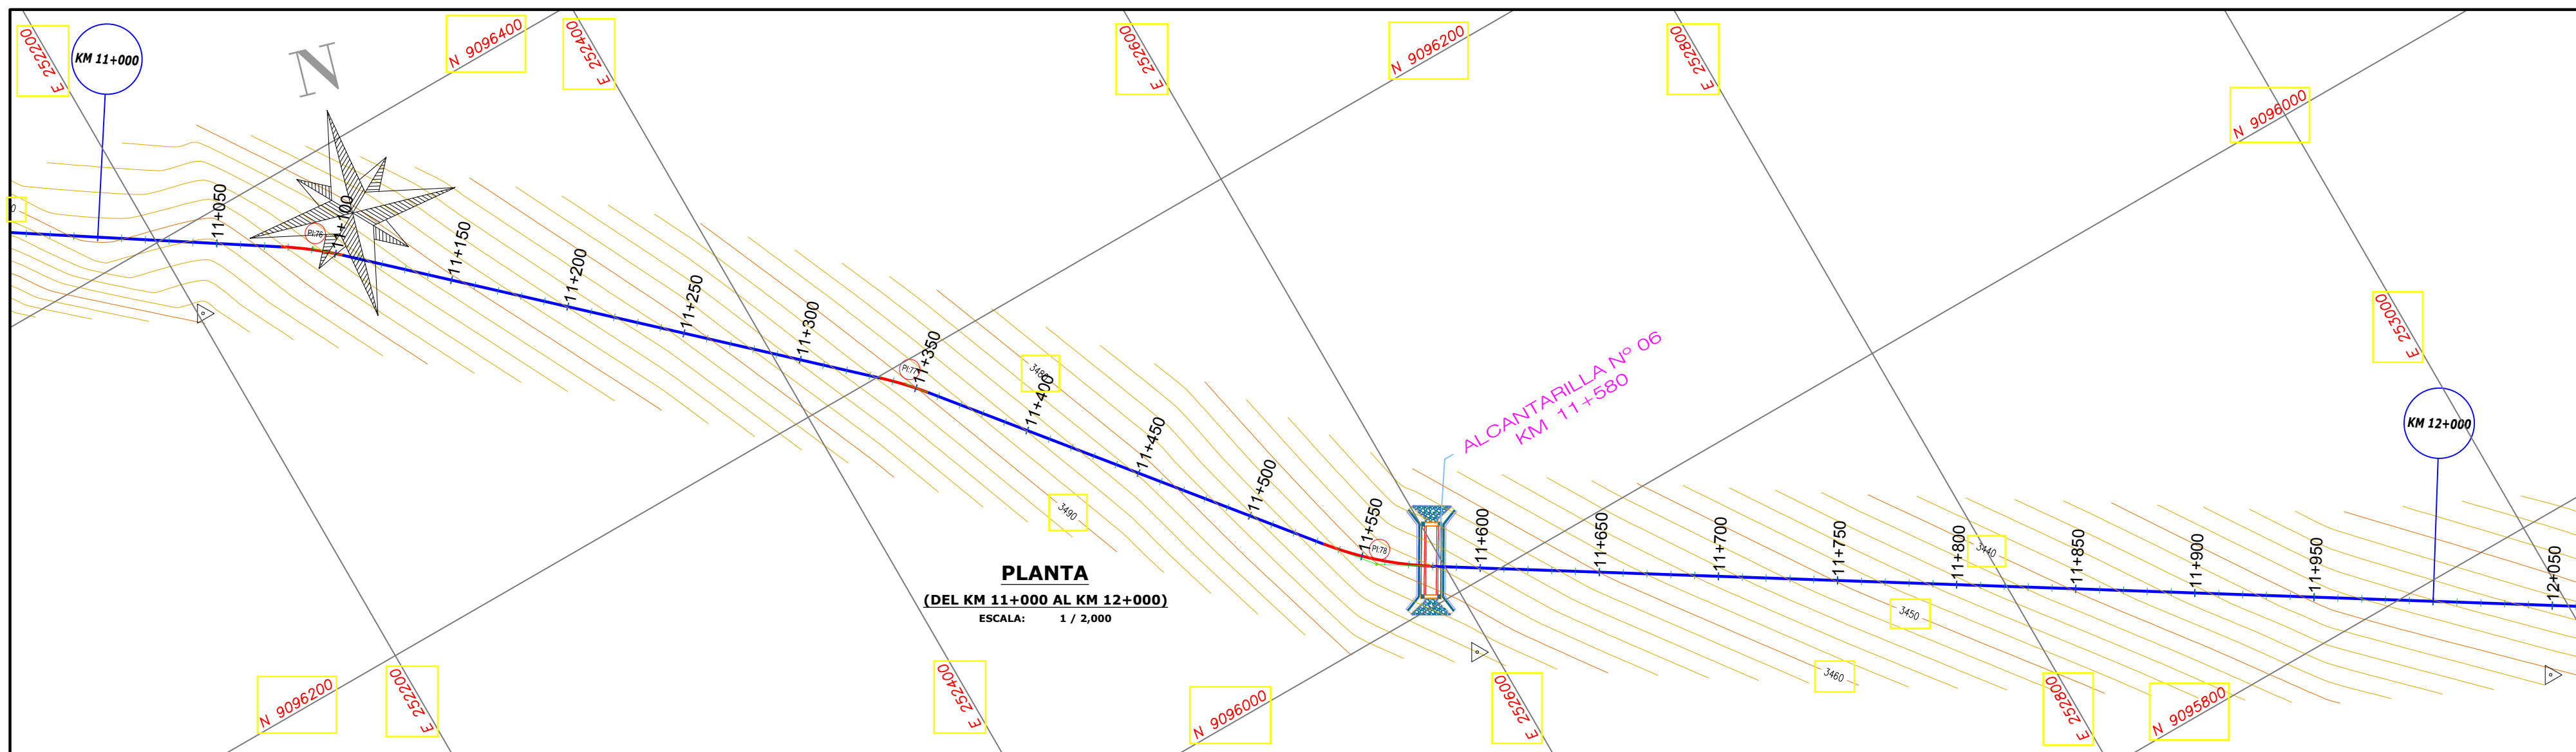 E 252200
KM 11+000
N
N 9096400
E 252400
E 252600
N 9096200
E 252800
N 9096000
E 253000
0
11+050
PI:76
11+100
11+150
11+200
11+250
11+300
PI:77
11+350
3480
11+400
11+450
3490
11+500
11+550
PI:78
ALCANTARILLA Nº 06
KM 11+580
11+600
11+650
11+700
11+750
11+800
3440
11+850
11+900
11+950
KM 12+000
12+050
3450
3460
PLANTA
(DEL KM 11+000 AL KM 12+000)
ESCALA: 1 / 2,000
N 9096200
E 252200
E 252400
N 9096000
E 252600
E 252800
N 9095800